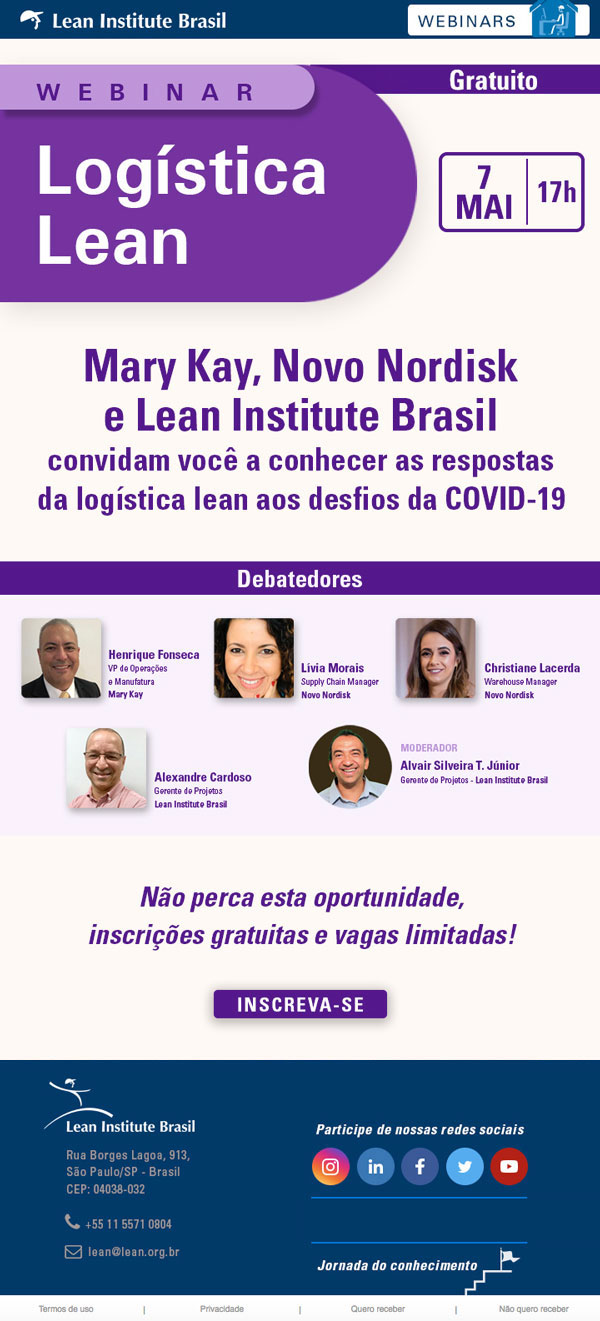 Lean Institute Brasil
WEBINARS
Gratuito
WEBINAR
Logística
Lean
7
MAI
17h
Mary Kay, Novo Nordisk
e Lean Institute Brasil
convidam você a conhecer as respostas
da logística lean aos desfios da COVID-19
Debatedores
Henrique Fonseca
VP de Operações
e Manufatura
Mary Kay
Livia Morais
Supply Chain Manager
Novo Nordisk
Christiane Lacerda
Warehouse Manager
Novo Nordisk
Alexandre Cardoso
Gerente de Projetos
Lean Institute Brasil
MODERADOR
Alvair Silveira T. Júnior
Gerente de Projetos - Lean Institute Brasil
Não perca esta oportunidade,
inscrições gratuitas e vagas limitadas!
INSCREVA-SE
Lean Institute Brasil
Rua Borges Lagoa, 913,
São Paulo/SP - Brasil
CEP: 04038-032
+55 11 5571 0804
lean@lean.org.br
Participe de nossas redes sociais
in
f
Jornada do conhecimento
Termos de uso | Privacidade | Quero receber | Não quero receber